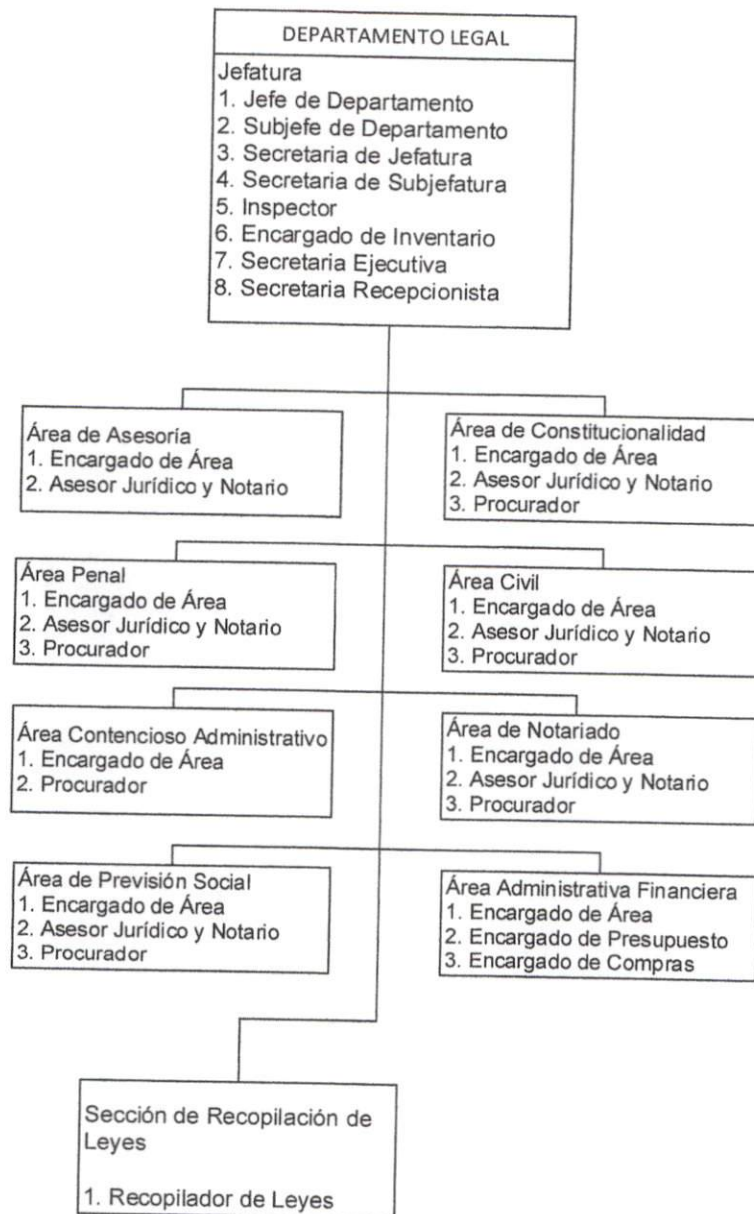 DEPARTAMENTO LEGAL
Jefatura
1. Jefe de Departamento
2. Subjefe de Departamento
3. Secretaria de Jefatura
4. Secretaria de Subjefatura
5. Inspector
6. Encargado de Inventario
7. Secretaria Ejecutiva
8. Secretaria Recepcionista
Área de Asesoría
1. Encargado de Área
2. Asesor Jurídico y Notario
Área de Constitucionalidad
1. Encargado de Área
2. Asesor Jurídico y Notario
3. Procurador
Área Penal
1. Encargado de Área
2. Asesor Jurídico y Notario
3. Procurador
Área Civil
1. Encargado de Área
2. Asesor Jurídico y Notario
3. Procurador
Área Contencioso Administrativo
1. Encargado de Área
2. Procurador
Área de Notariado
1. Encargado de Área
2. Asesor Jurídico y Notario
3. Procurador
Área de Previsión Social
1. Encargado de Área
2. Asesor Jurídico y Notario
3. Procurador
Área Administrativa Financiera
1. Encargado de Área
2. Encargado de Presupuesto
3. Encargado de Compras
Sección de Recopilación de
Leyes
1. Recopilador de Leyes